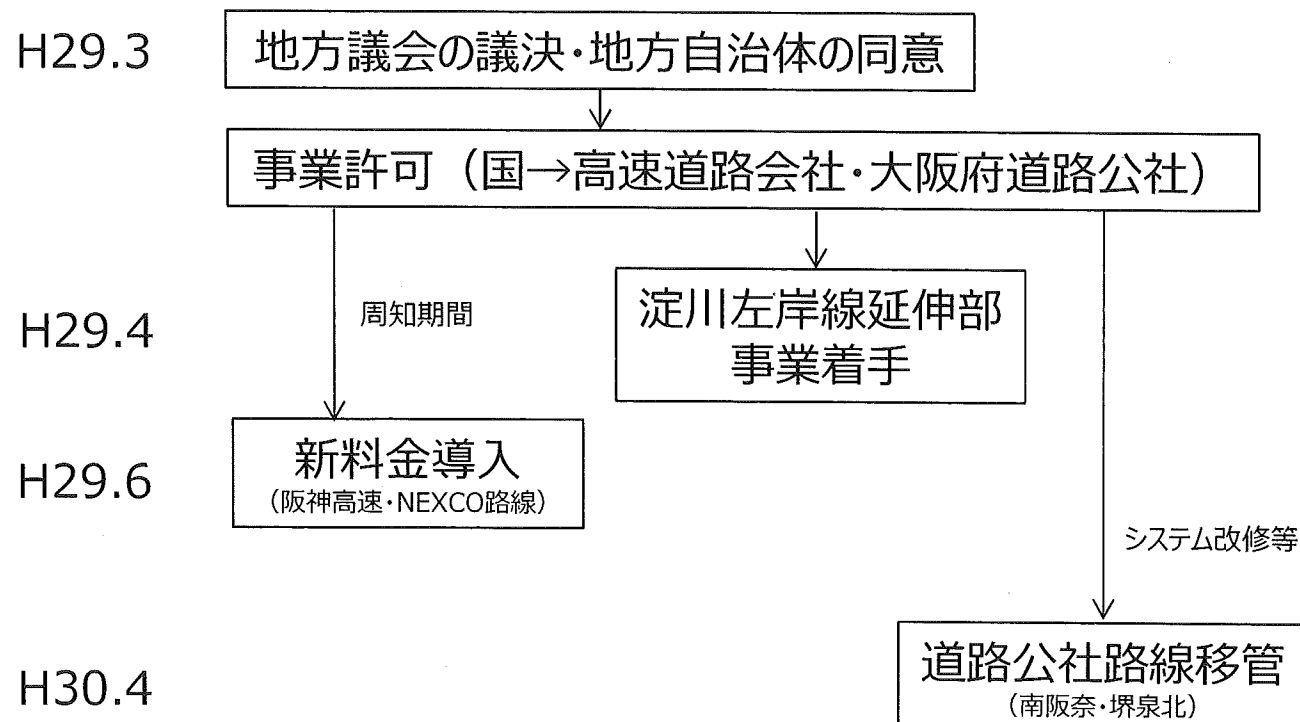 H29.3
地方議会の議決・地方自治体の同意
事業許可（国→高速道路会社・大阪府道路公社）
周知期間
H29.4
淀川左岸線延伸部
事業着手
H29.6
新料金導入
（阪神高速・NEXCO路線）
システム改修等
H30.4
道路公社路線移管
（南阪奈・堺泉北）